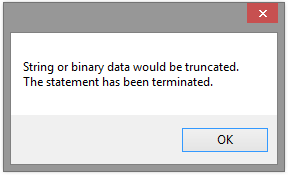 String or binary data would be truncated.
The statement has been terminated.
OK